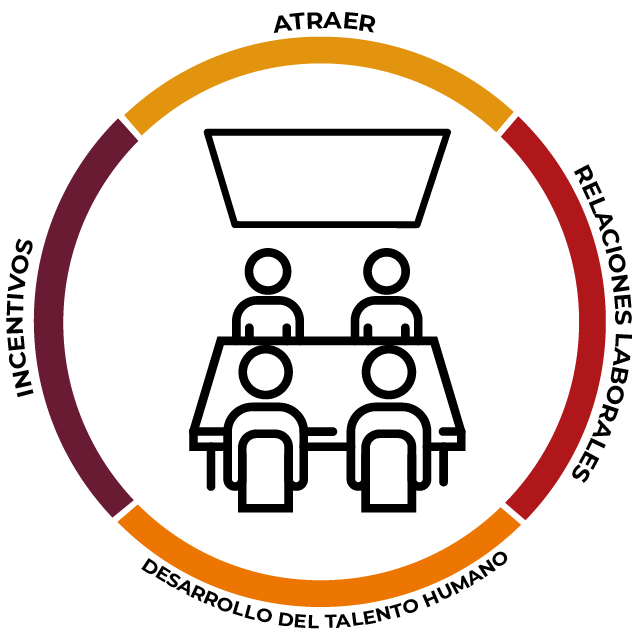 ATRAER
RELACIONES LABORALES
DESARROLLO DEL TALENTO HUMANO
INCENTIVOS